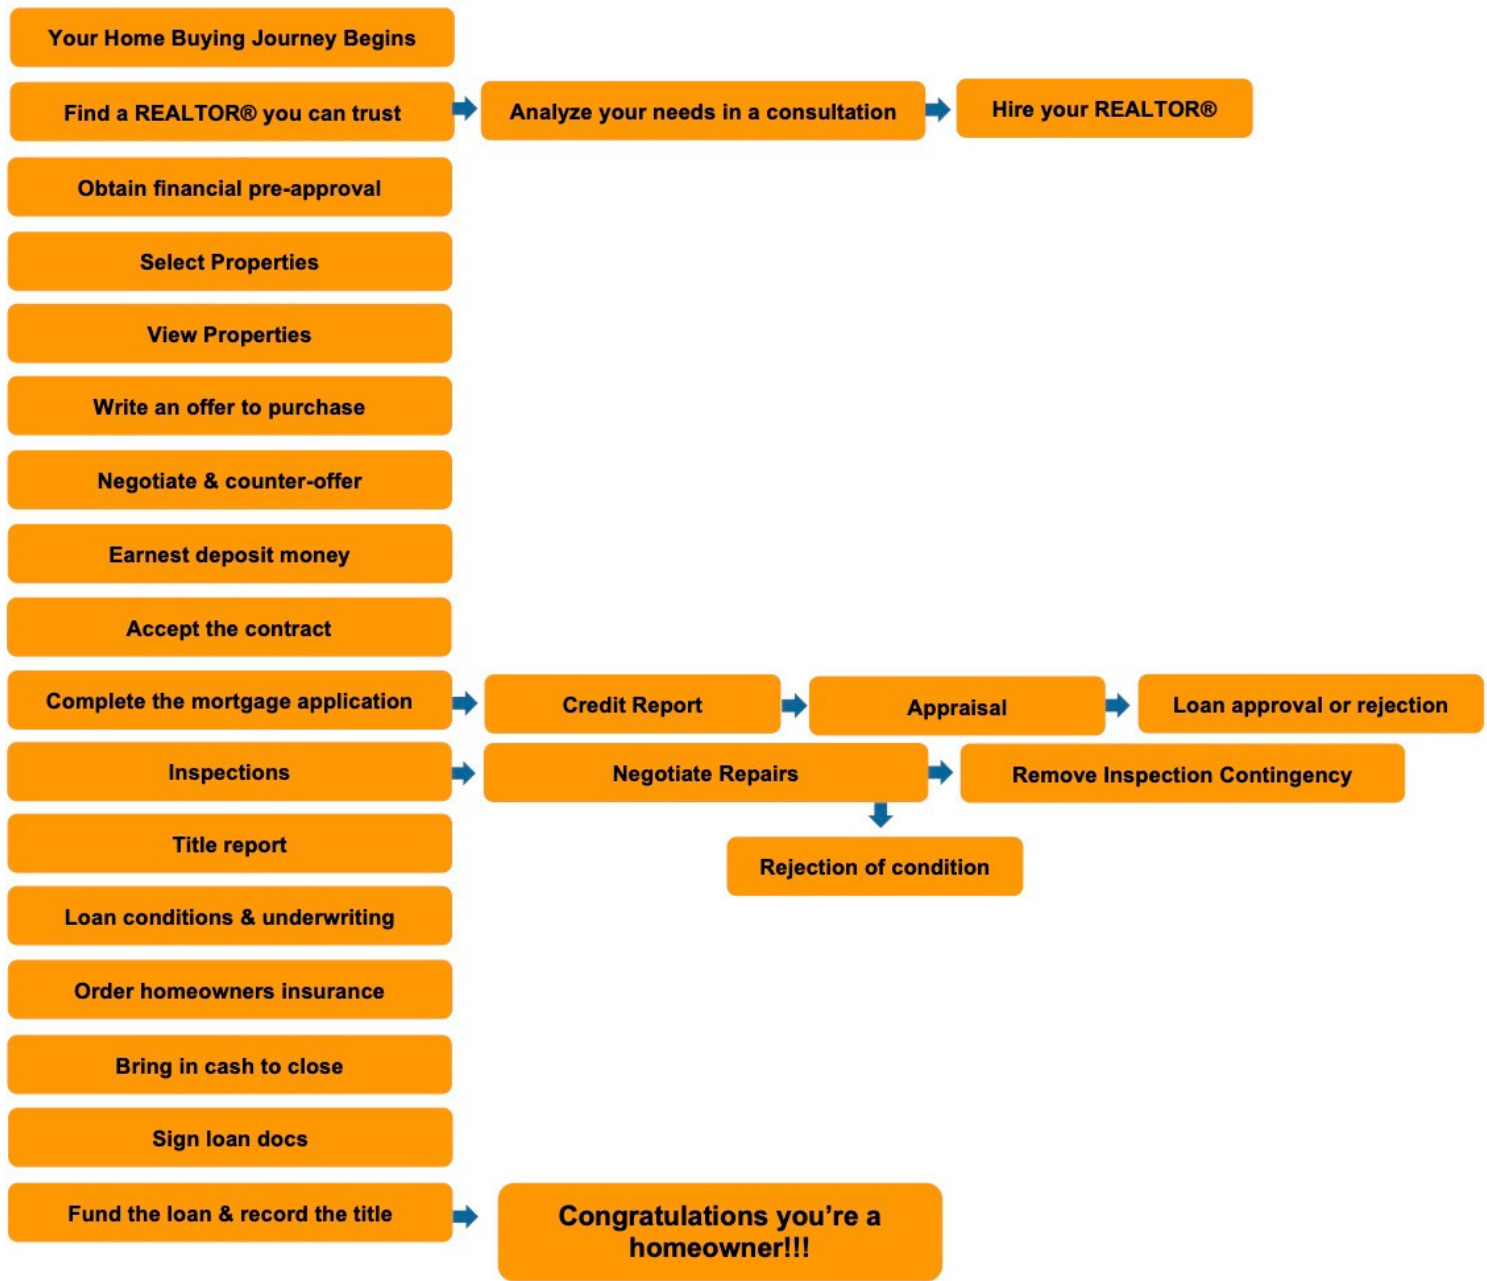 Your Home Buying Journey Begins
Find a REALTOR® you can trust
Analyze your needs in a consultation
Hire your REALTOR®
Obtain financial pre-approval
Select Properties
View Properties
Write an offer to purchase
Negotiate & counter-offer
Earnest deposit money
Accept the contract
Complete the mortgage application
Credit Report
Appraisal
Loan approval or rejection
Inspections
Negotiate Repairs
Remove Inspection Contingency
Title report
Rejection of condition
Loan conditions & underwriting
Order homeowners insurance
Bring in cash to close
Sign loan docs
Fund the loan & record the title
Congratulations you’re a
homeowner!!!